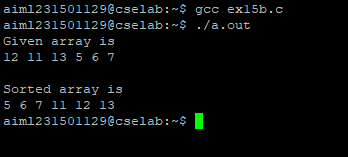 aiml231501129@cselab:~$ gcc ex15b.c
aiml231501129@cselab:~$ ./a.out
Given array is
12 11 13 5 6 7

Sorted array is
5 6 7 11 12 13
aiml231501129@cselab:~$